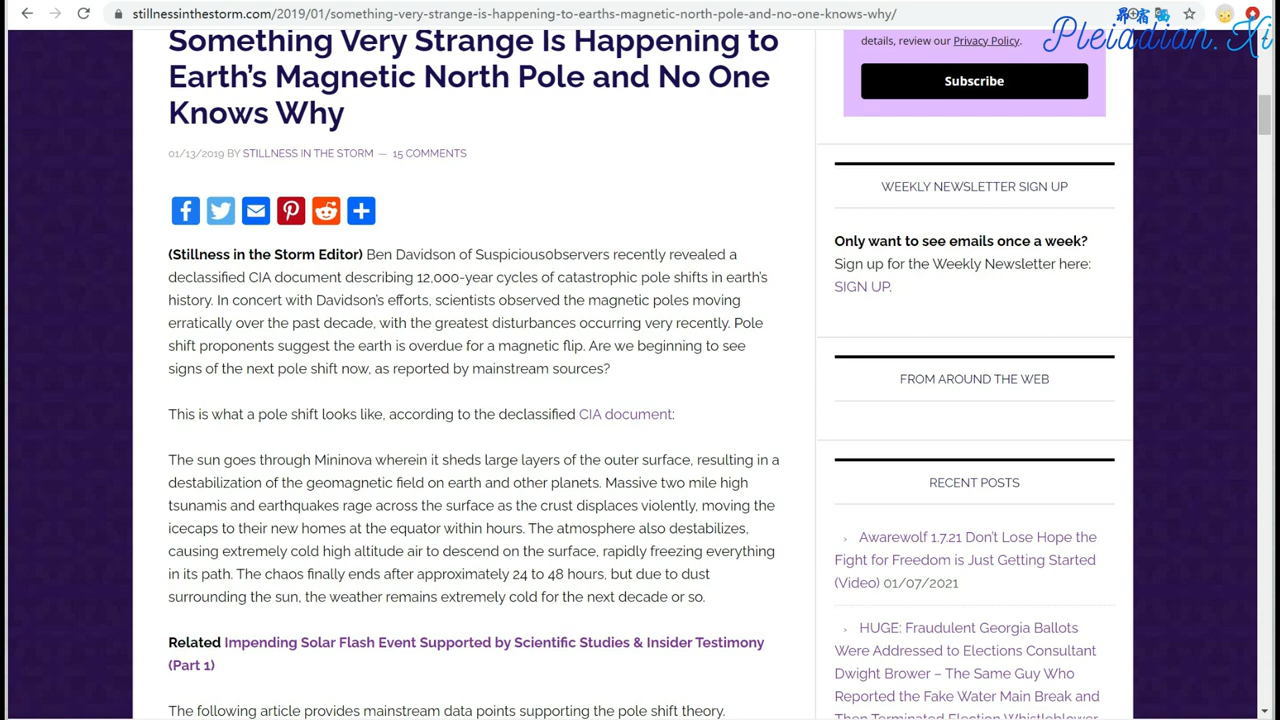 stillnessinthestorm.com/2019/01/something-very-strange-is-happening-to-earths-magnetic-north-pole-and-no-one-knows-why/
昴宿
Pleiadian.Xi
Something Very Strange Is Happening to
Earth's Magnetic North Pole and No One
Knows Why
01/13/2019 BY STILLNESS IN THE STORM — 15 COMMENTS
(Stillness in the Storm Editor) Ben Davidson of Suspiciousobservers recently revealed a
declassified CIA document describing 12,000-year cycles of catastrophic pole shifts in earth's
history. In concert with Davidson's efforts, scientists observed the magnetic poles moving
erratically over the past decade, with the greatest disturbances occurring very recently. Pole
shift proponents suggest the earth is overdue for a magnetic flip. Are we beginning to see
signs of the next pole shift now, as reported by mainstream sources?
This is what a pole shift looks like, according to the declassified CIA document:
The sun goes through Mininova wherein it sheds large layers of the outer surface, resulting in a
destabilization of the geomagnetic field on earth and other planets. Massive two mile high
tsunamis and earthquakes rage across the surface as the crust displaces violently, moving the
icecaps to their new homes at the equator within hours. The atmosphere also destabilizes,
causing extremely cold high altitude air to descend on the surface, rapidly freezing everything
in its path. The chaos finally ends after approximately 24 to 48 hours, but due to dust
surrounding the sun, the weather remains extremely cold for the next decade or so.
Related Impending Solar Flash Event Supported by Scientific Studies & Insider Testimony
(Part 1)
The following article provides mainstream data points supporting the pole shift theory.
details, review our Privacy Policy.
Subscribe
WEEKLY NEWSLETTER SIGN UP
Only want to see emails once a week?
Sign up for the Weekly Newsletter here:
SIGN UP.
FROM AROUND THE WEB
RECENT POSTS
› Awarewolf 1.7.21 Don't Lose Hope the
Fight for Freedom is Just Getting Started
(Video) 01/07/2021
› HUGE: Fraudulent Georgia Ballots
Were Addressed to Elections Consultant
Dwight Brower – The Same Guy Who
Reported the Fake Water Main Break and
Then Terminated Election Whistleblower